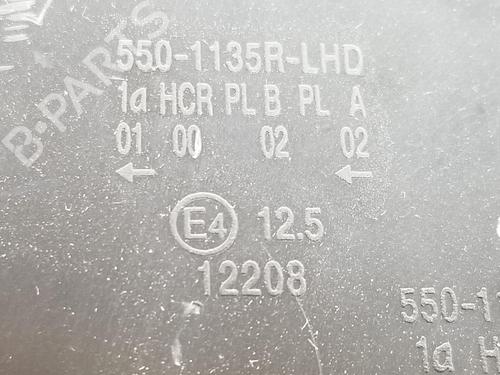 550-1135R-LHD
1a HCR PL B PL A
01 00 02 02
E4 12.5
12208
550-1
1a H
B-PARTS